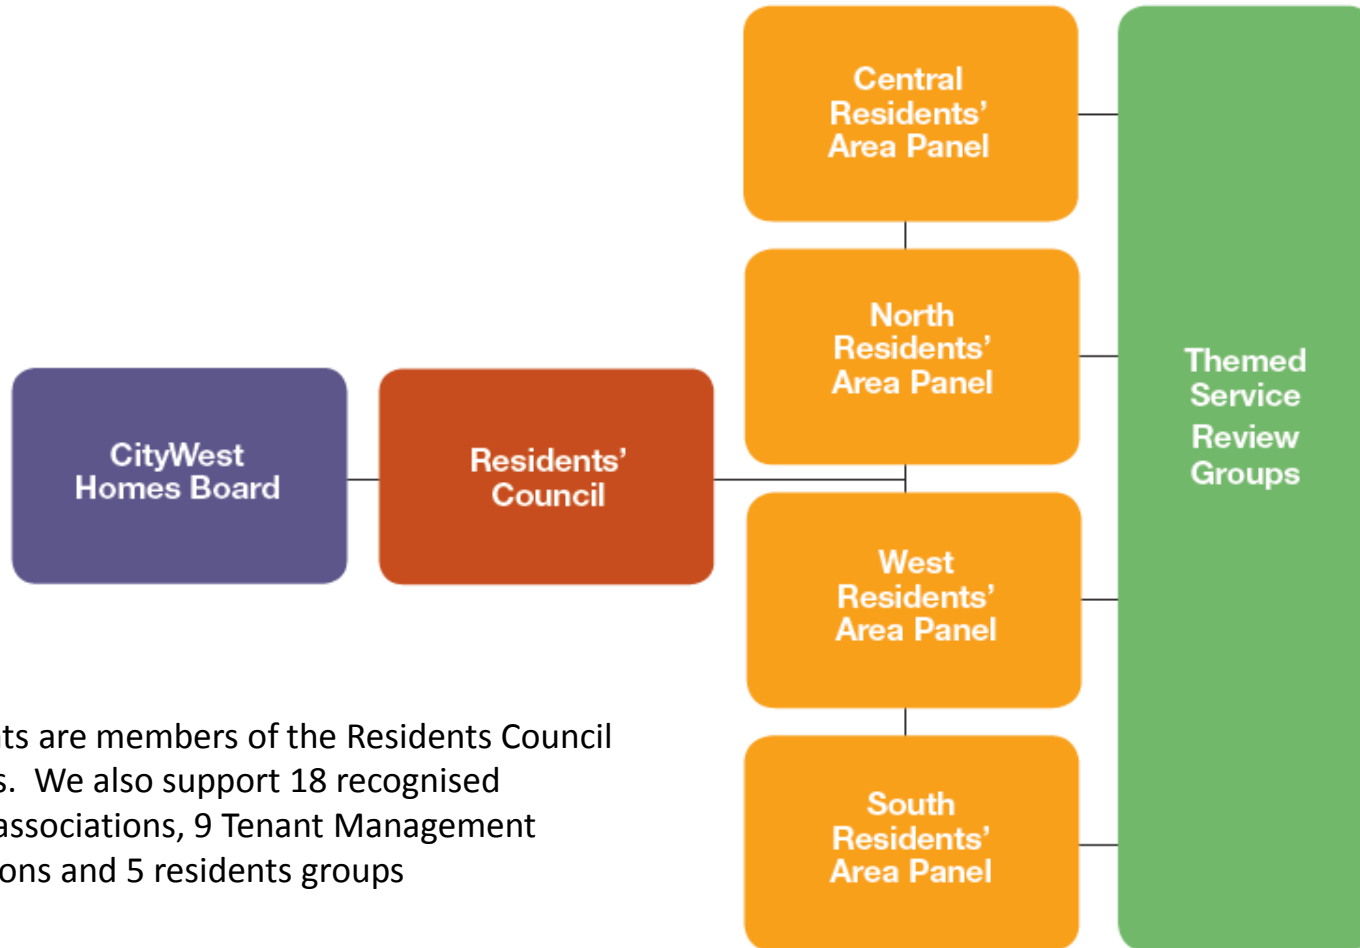 Central
Residents’
Area Panel
North
Residents’
Area Panel
CityWest
Homes Board
Residents’
Council
Themed
Service
Review
Groups
West
Residents’
Area Panel
South
Residents’
Area Panel
are members of the Residents Council
We also support 18 recognised
associations, 9 Tenant Management
and 5 residents groups